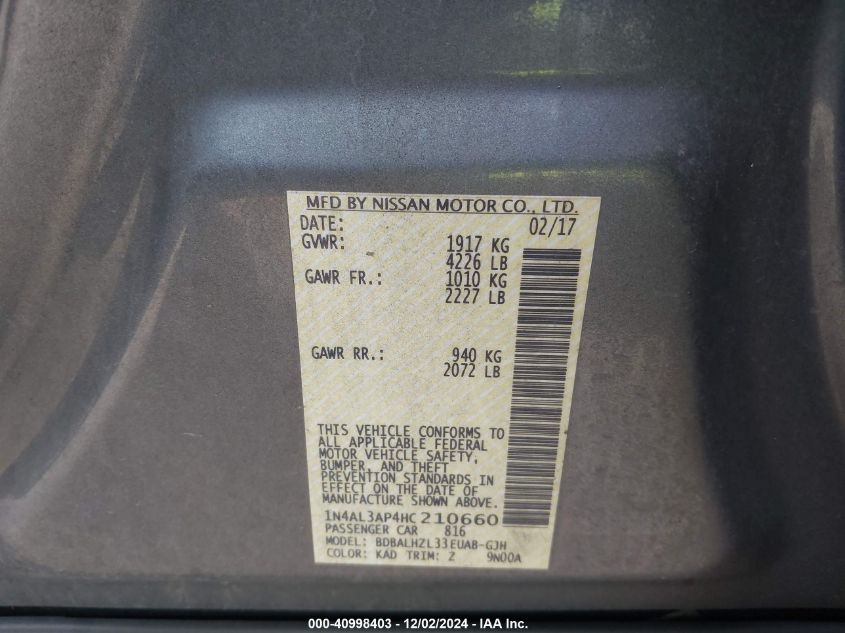 MFD BY NISSAN MOTOR CO., LTD.
DATE: 02/17
GVWR: 1917 KG
4226 LB
GAWR FR.: 1010 KG
2227 LB
GAWR RR.: 940 KG
2072 LB
THIS VEHICLE CONFORMS TO
ALL APPLICABLE FEDERAL
MOTOR VEHICLE SAFETY,
BUMPER, AND THEFT
PREVENTION STANDARDS IN
EFFECT ON THE DATE OF
MANUFACTURE SHOWN ABOVE.
1N4AL3AP4HC210660
PASSENGER CAR 816
MODEL: BDBALHZL33EUAB-GJH
COLOR: KAD TRIM: Z 9N00A
000-40998403 - 12/02/2024 - IAA Inc.